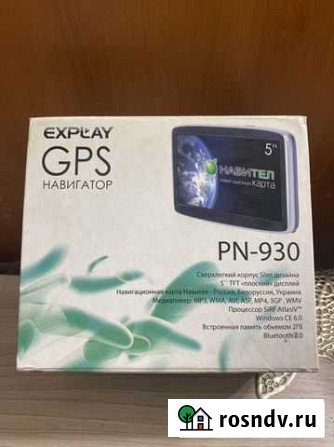 EXPLAY
GPS
НАВИГАТОР
5''
НАВИТЕЛ
карта
PN-930
Сверхлегкий корпус Slim дизайна
5'' TFT «плоский» дисплей
Навигационная карта Навител - Россия, Белоруссия, Украина
Медиаплеер: MP3, WMA, AVI, ASF, MP4, 3GP , WMV
Процессор SiRF AtlasIV™
Windows CE 6.0
Встроенная память объемом 2Гб
Bluetooth 2.0
rosndv.ru